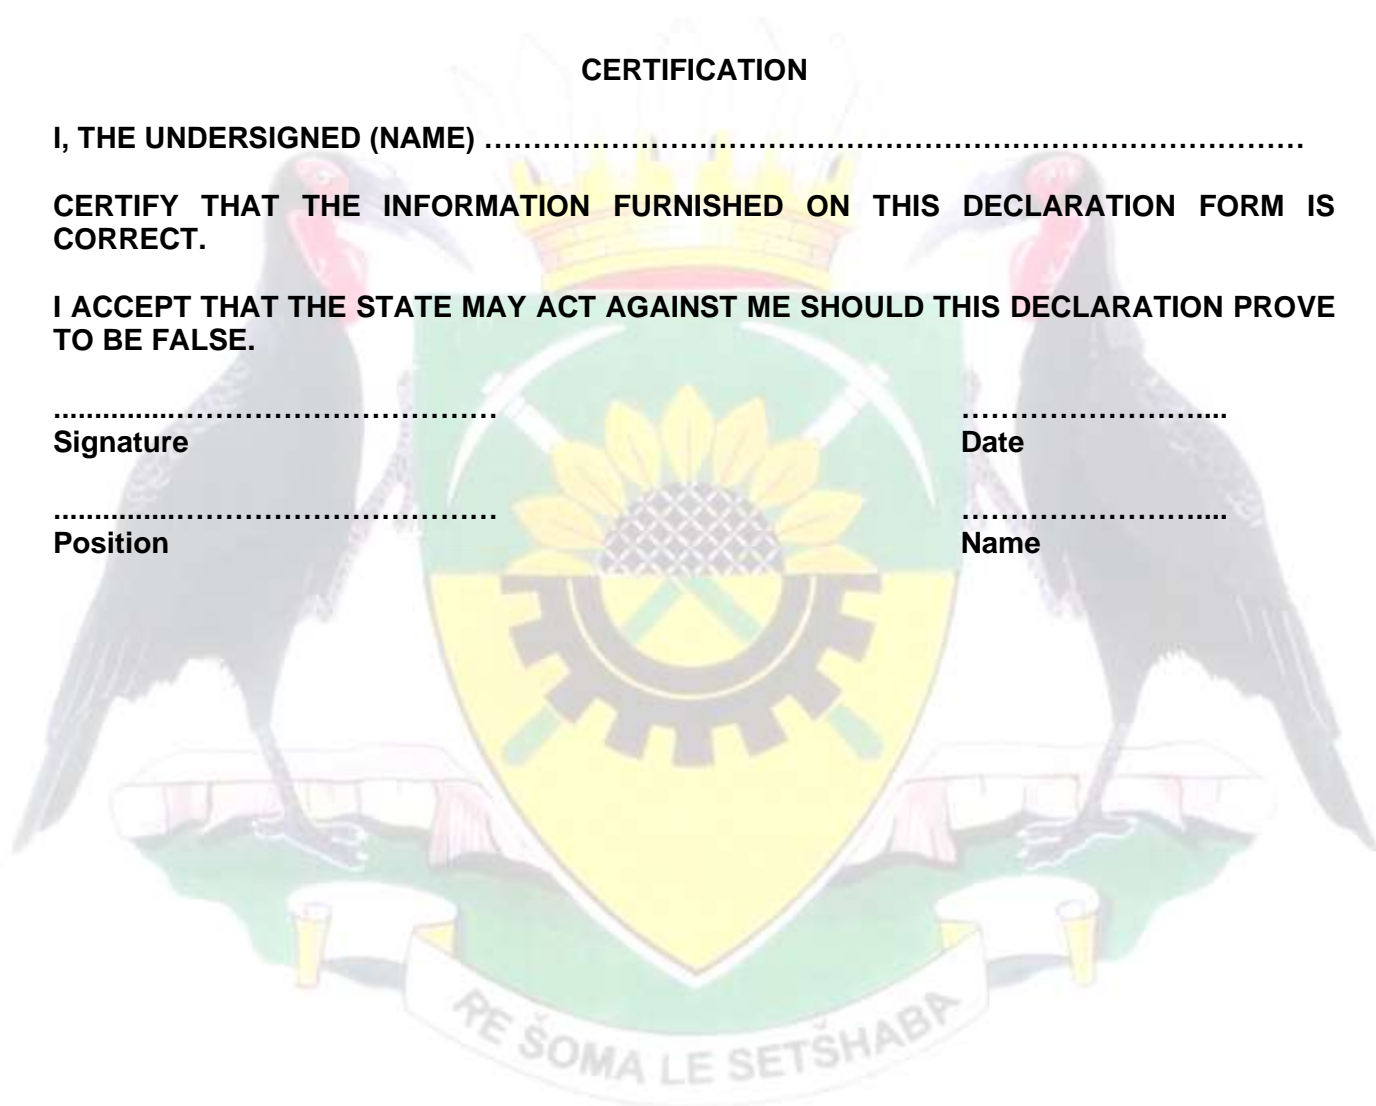 CERTIFICATION
I, THE UNDERSIGNED (NAME) ……………………………………………………………………………
CERTIFY THAT THE INFORMATION FURNISHED ON THIS DECLARATION FORM IS
CORRECT.
I ACCEPT THAT THE STATE MAY ACT AGAINST ME SHOULD THIS DECLARATION PROVE
TO BE FALSE.
...............…………………………… ……………………....
Signature Date
...............…………………………… ……………………....
Position Name
RE ŠOMA LE SETŠHABA